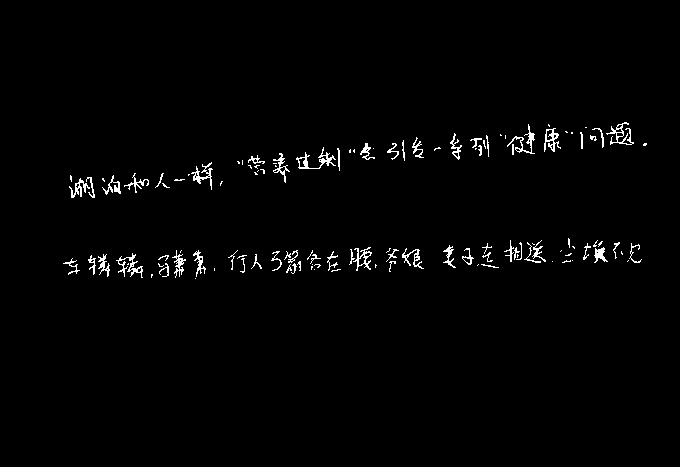 湖泊和人一样，“营养过剩”会引发一系列“健康”问题．
车辚辚，马萧萧，行人弓箭各在腰，爷娘妻子走相送，尘埃不见